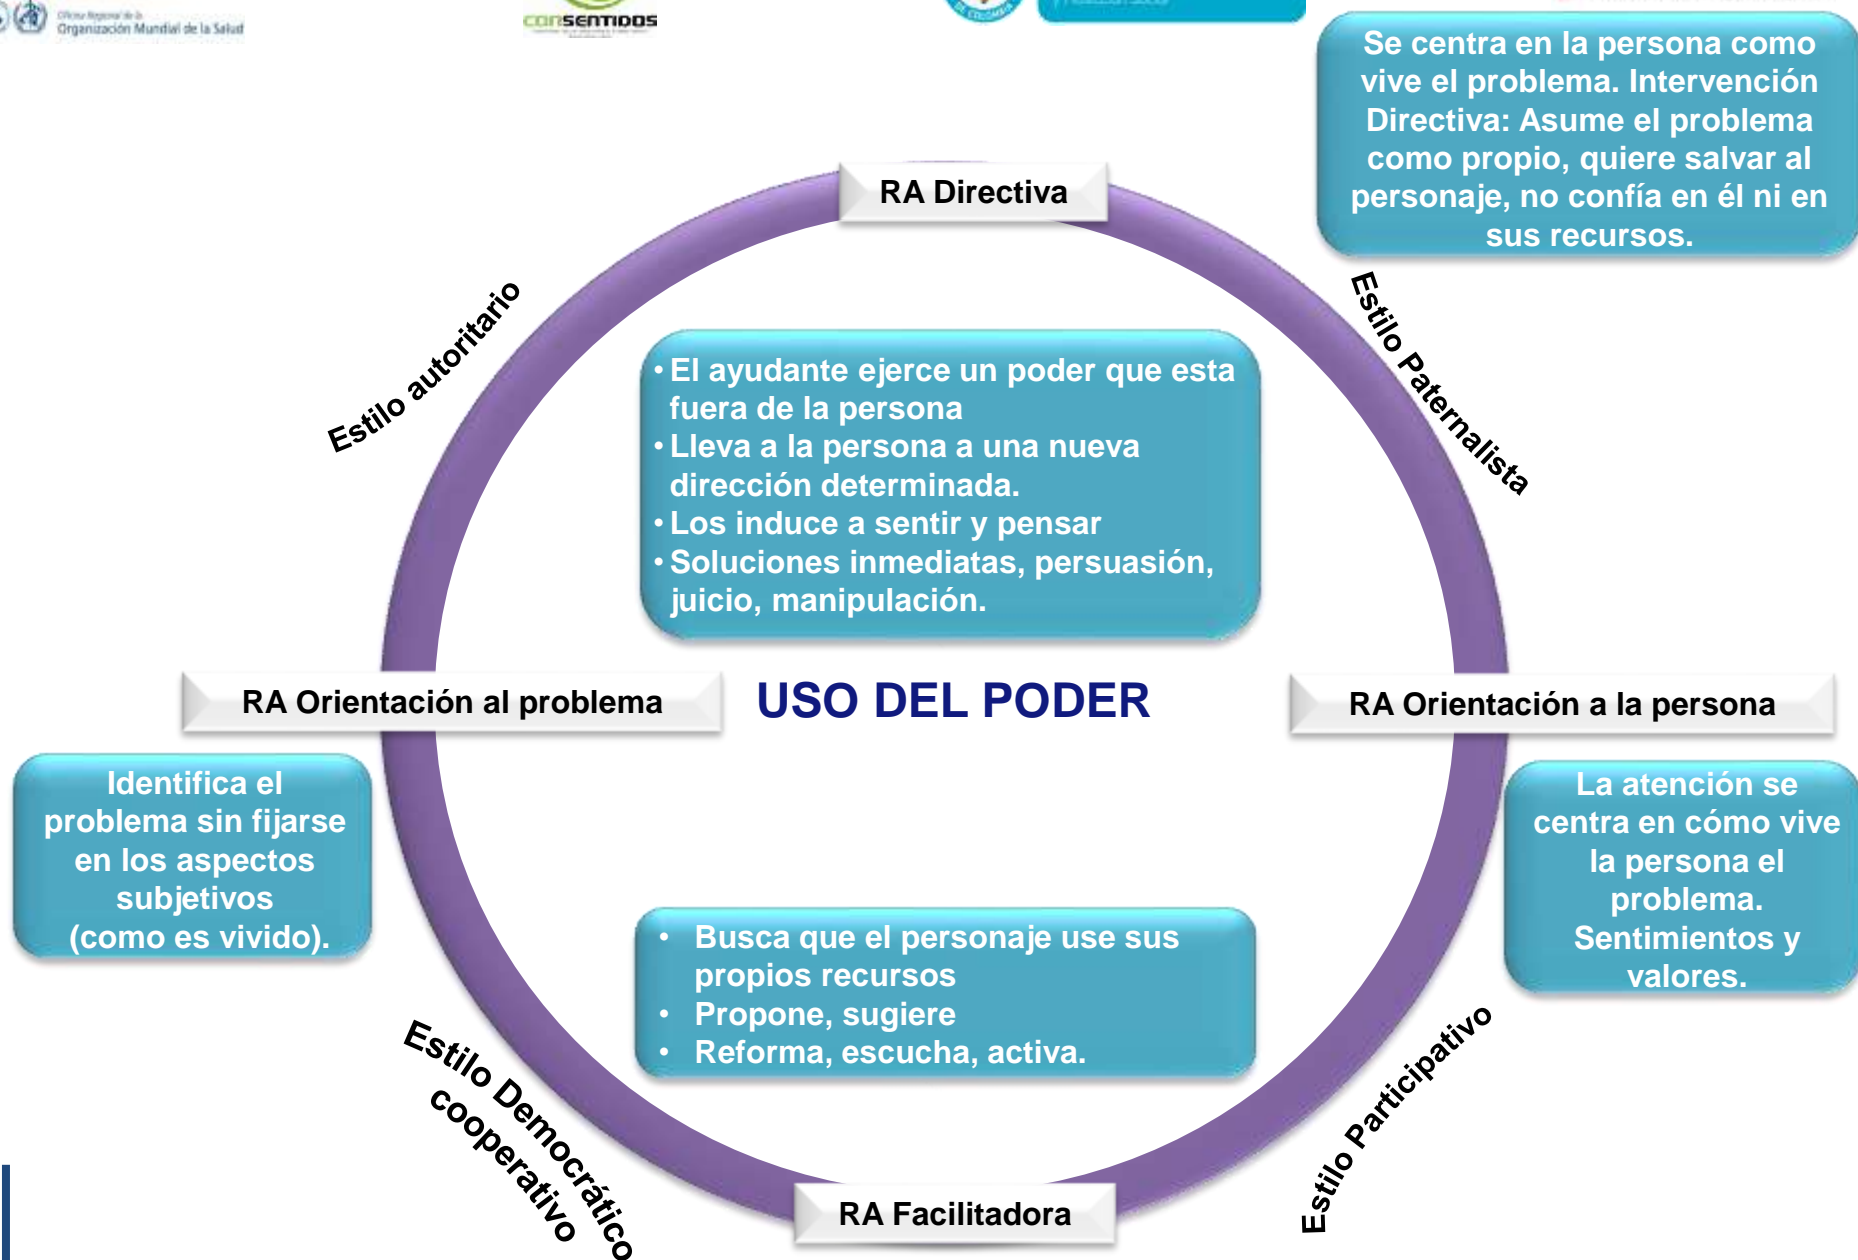 Oficina Regional de la
Organización Mundial de la Salud
CONSENTIDOS
DE COLOMBIA
Se centra en la persona como
vive el problema. Intervención
Directiva: Asume el problema
como propio, quiere salvar al
personaje, no confía en él ni en
sus recursos.
RA Directiva
Estilo autoritario
Estilo Paternalista
• El ayudante ejerce un poder que esta
fuera de la persona
• Lleva a la persona a una nueva
dirección determinada.
• Los induce a sentir y pensar
• Soluciones inmediatas, persuasión,
juicio, manipulación.
RA Orientación al problema
USO DEL PODER
RA Orientación a la persona
Identifica el
problema sin fijarse
en los aspectos
subjetivos
(como es vivido).
La atención se
centra en cómo vive
la persona el
problema.
Sentimientos y
valores.
• Busca que el personaje use sus
propios recursos
• Propone, sugiere
• Reforma, escucha, activa.
Estilo Democrático
cooperativo
Estilo Participativo
RA Facilitadora